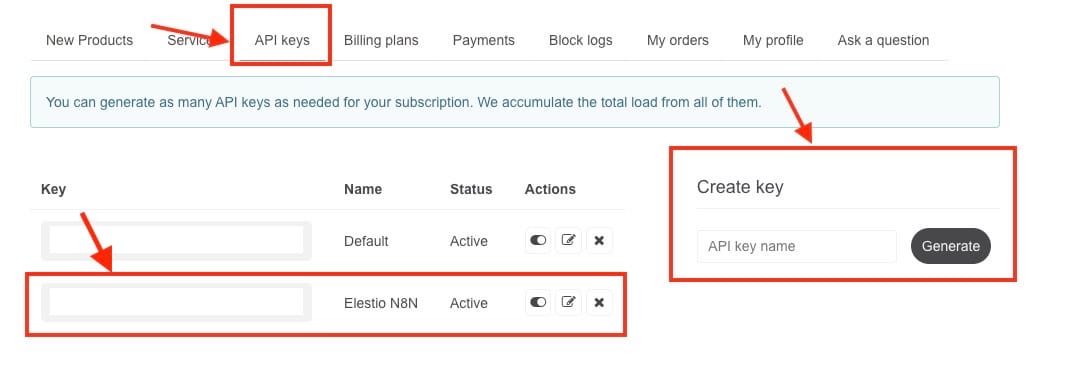 New Products Services API keys Billing plans Payments Block logs My orders My profile Ask a question
You can generate as many API keys as needed for your subscription. We accumulate the total load from all of them.
Key Name Status Actions
Default Active
Elestio N8N Active
Create key
API key name Generate